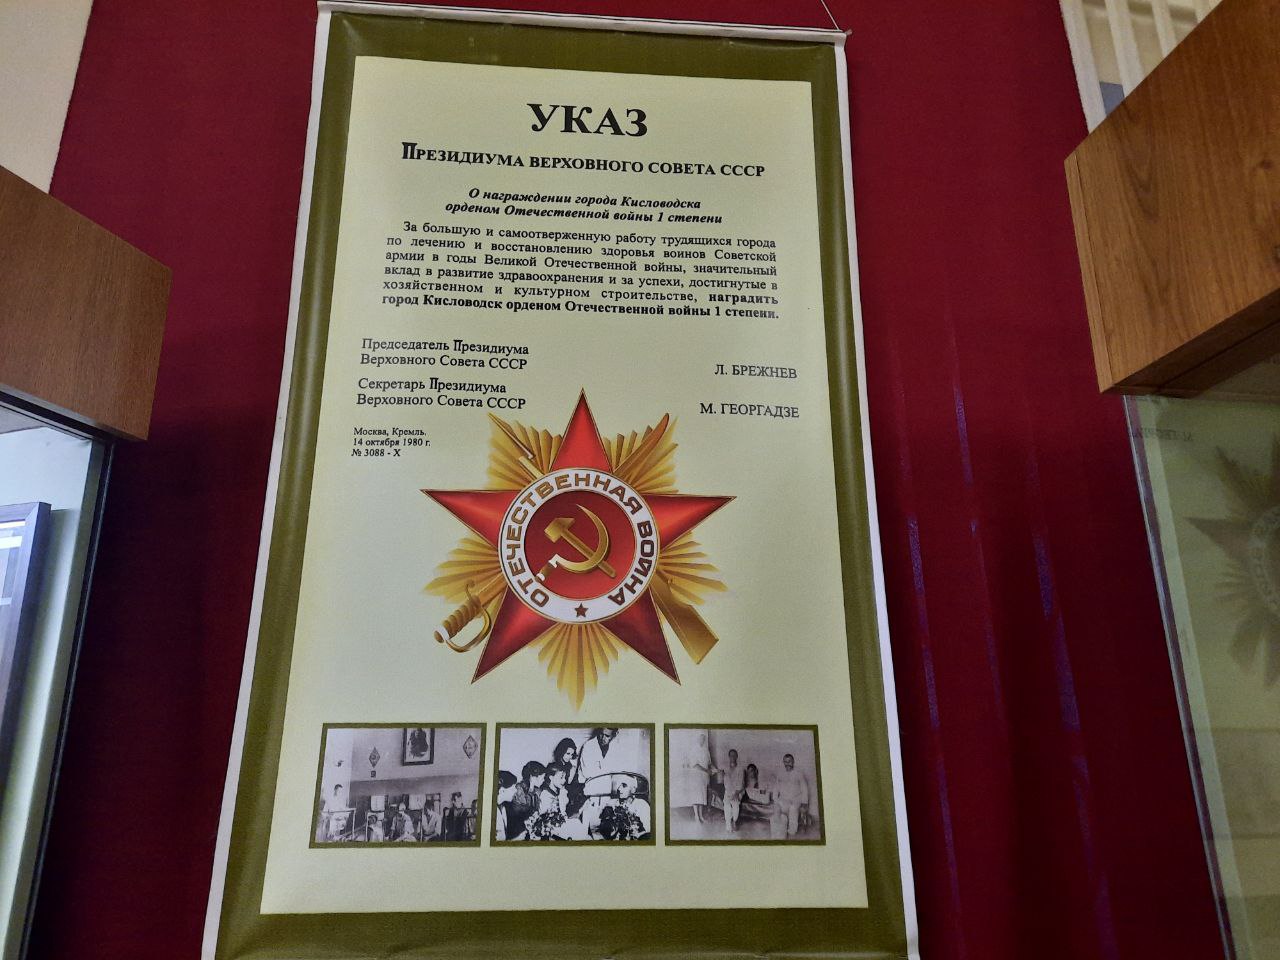 УКАЗ
ПРЕЗИДИУМА ВЕРХОВНОГО СОВЕТА СССР
О награждении города Кисловодска
орденом Отечественной войны 1 степени
За большую и самоотверженную работу трудящихся города
по лечению и восстановлению здоровья воинов Советской
армии в годы Великой Отечественной войны, значительный
вклад в развитие здравоохранения и за успехи, достигнутые в
хозяйственном и культурном строительстве, наградить
город Кисловодск орденом Отечественной войны 1 степени.
Председатель Президиума
Верховного Совета СССР
Л. БРЕЖНЕВ
Секретарь Президиума
Верховного Совета СССР
М. ГЕОРГАДЗЕ
Москва, Кремль.
14 октября 1980 г.
№ 3088 - X
ОТЕЧЕСТВЕННАЯ ВОЙНА